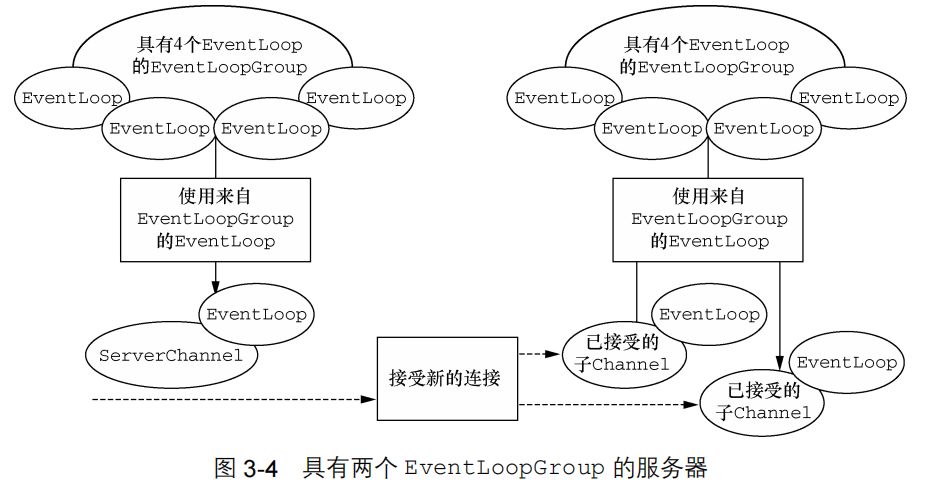 具有4个EventLoop
的EventLoopGroup
EventLoop
EventLoop
EventLoop
EventLoop
使用来自
EventLoopGroup
的EventLoop
EventLoop
ServerChannel
具有4个EventLoop
的EventLoopGroup
EventLoop
EventLoop
EventLoop
EventLoop
使用来自
EventLoopGroup
的EventLoop
接受新的连接
EventLoop
已接受的
子Channel
EventLoop
已接受的
子Channel
图 3-4 具有两个 EventLoopGroup 的服务器